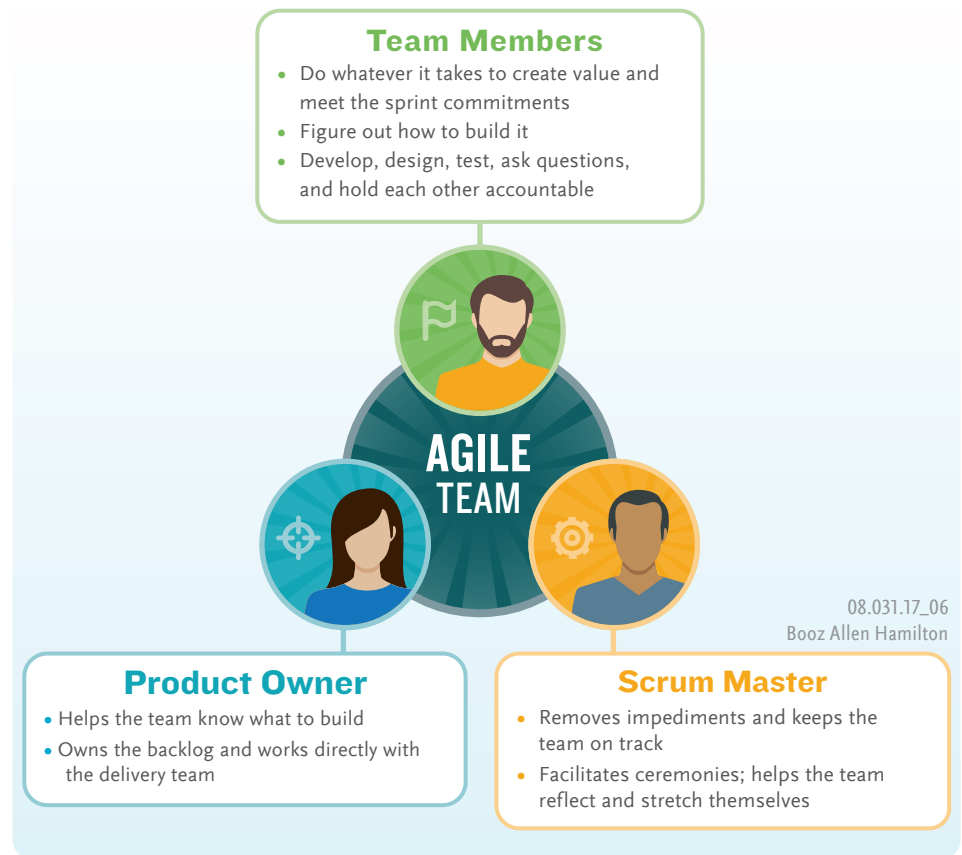 Team Members
• Do whatever it takes to create value and
meet the sprint commitments
• Figure out how to build it
• Develop, design, test, ask questions,
and hold each other accountable
AGILE
TEAM
08.031.17_06
Booz Allen Hamilton
Product Owner
• Helps the team know what to build
• Owns the backlog and works directly with
the delivery team
Scrum Master
• Removes impediments and keeps the
team on track
• Facilitates ceremonies; helps the team
reflect and stretch themselves